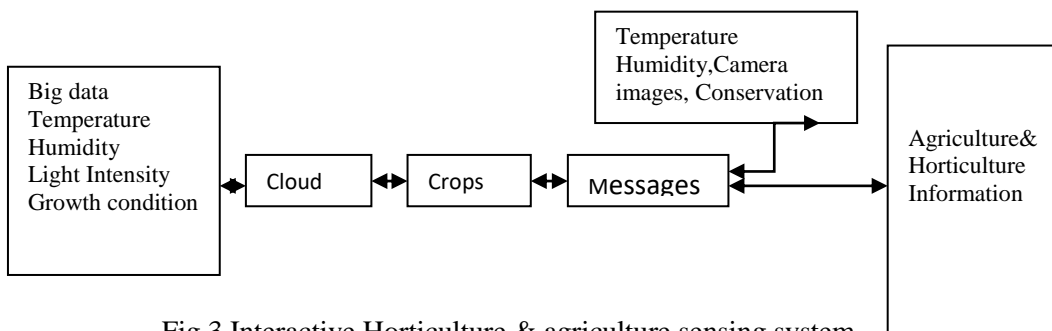 Big data
Temperature
Humidity
Light Intensity
Growth condition
Cloud
Crops
Messages
Temperature
Humidity,Camera
images, Conservation
Agriculture&
Horticulture
Information
Fig 3 Interactive Horticulture & agriculture sensing system